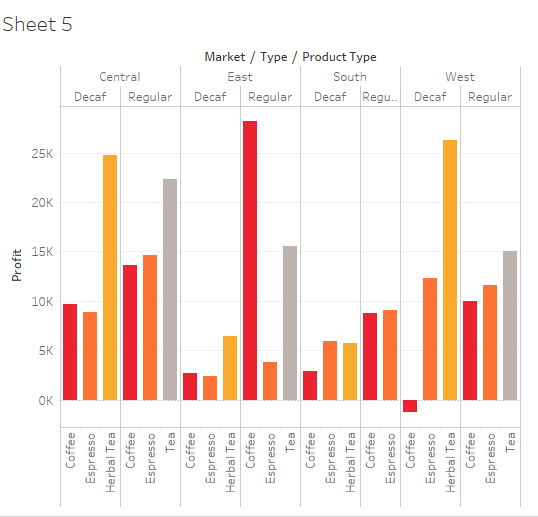 Sheet 5
Market / Type / Product Type
Central East South West
Decaf Regular Decaf Regular Decaf Regu.. Decaf Regular
25K
20K
15K
10K
5K
0K
Profit
Coffee Espresso Herbal Tea Coffee Espresso Tea Coffee Espresso Herbal Tea Coffee Espresso Tea Coffee Espresso Herbal Tea Coffee Espresso Coffee Espresso Herbal Tea Coffee Espresso Tea